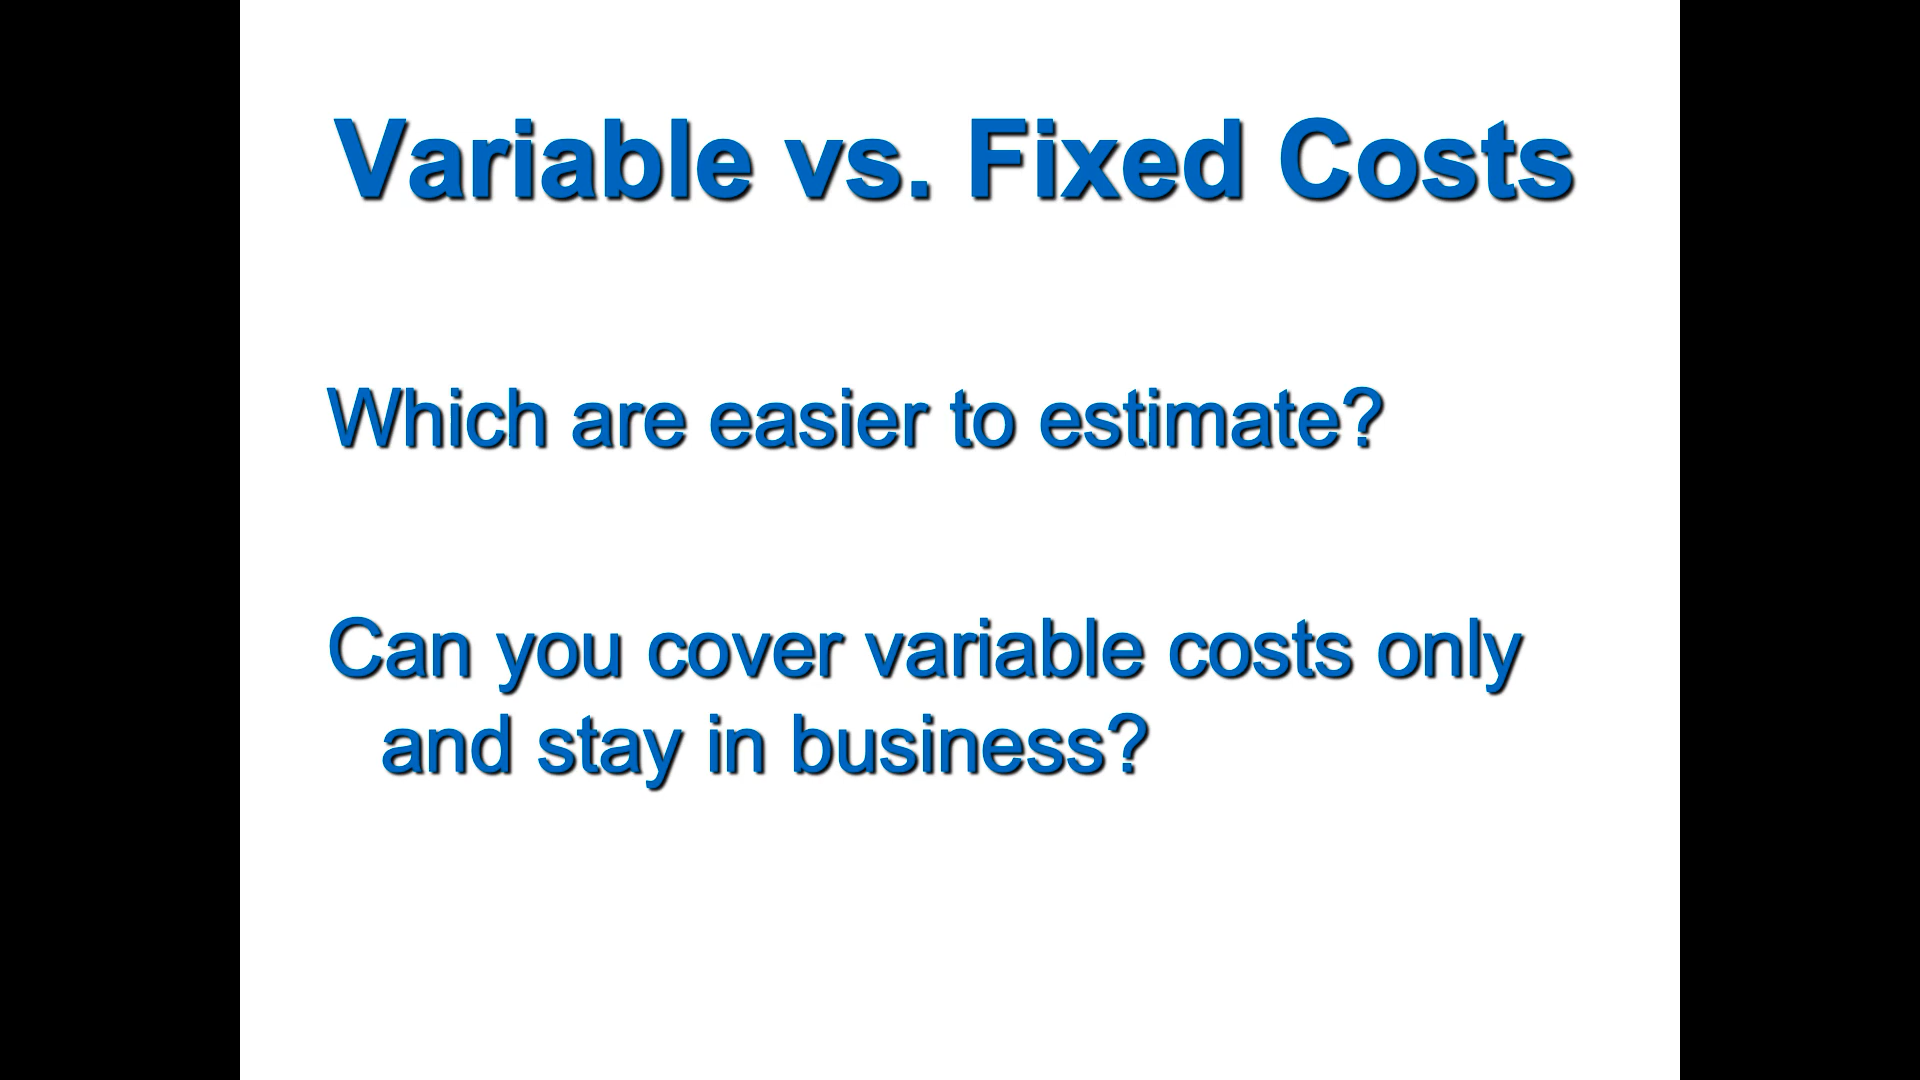 Variable vs. Fixed Costs
Which are easier to estimate?
Can you cover variable costs only
and stay in business?